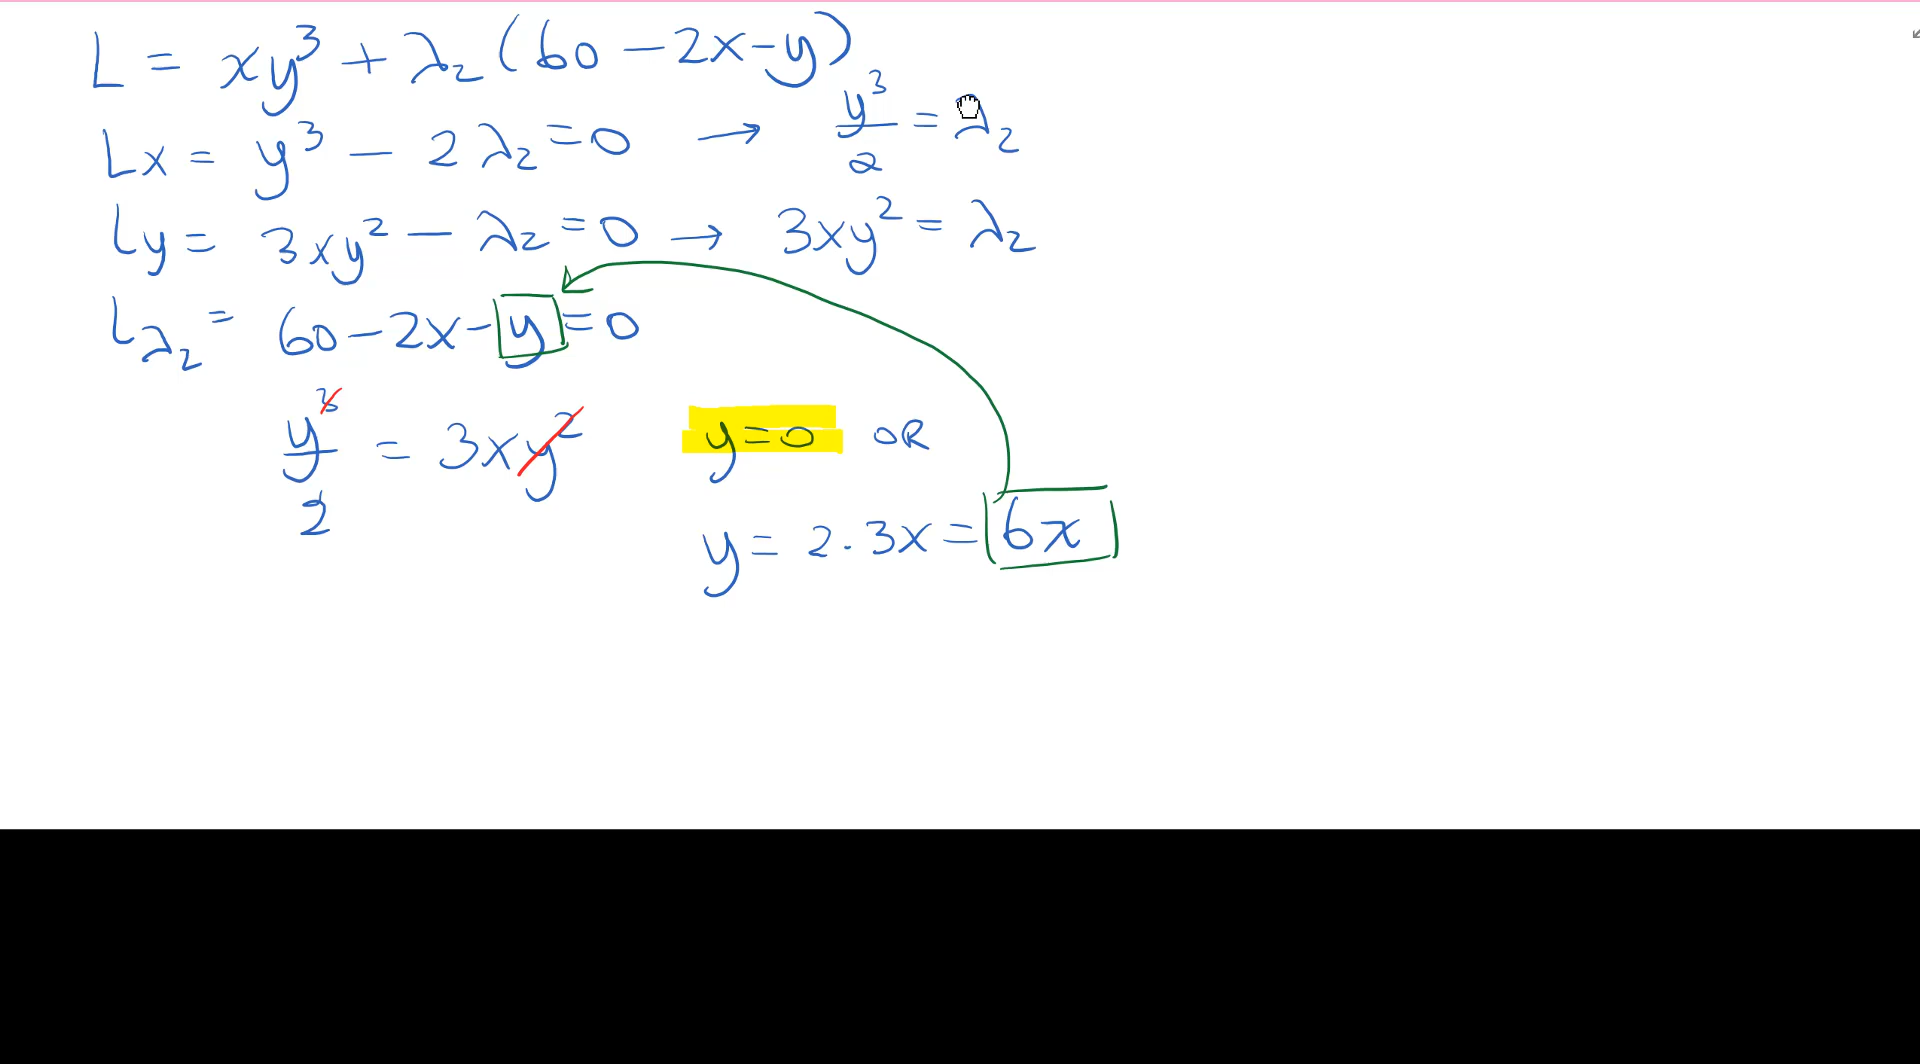 L = xy³ + λ₂ (60 − 2x − y)
Lx = y³ − 2λ₂ = 0 → y³/2 = λ₂
Ly = 3xy² − λ₂ = 0 → 3xy² = λ₂
Lλ₂ = 60 − 2x − y = 0
y³/2 = 3xy² y = 0 OR
y = 2 · 3x = 6x